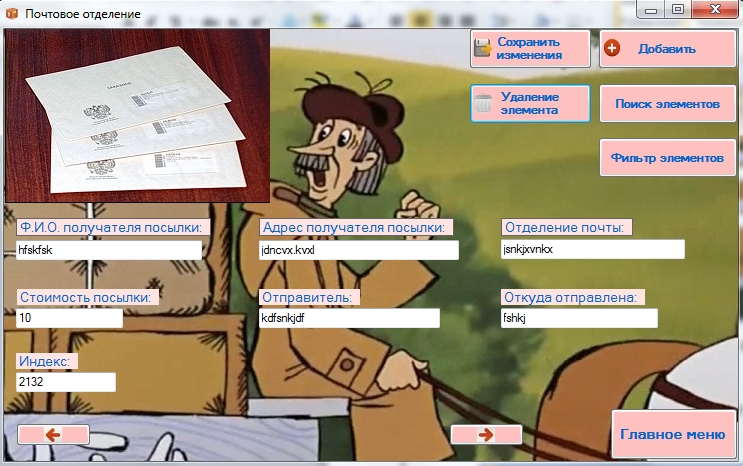 Почтовое отделение
Сохранить
изменения
Добавить
Удаление
элемента
Поиск элементов
Фильтр элементов
Ф.И.О. получателя посылки:
Адрес получателя посылки:
Отделение почты:
hfskfsk
jdncvx.kvxl
jsnkjxvnkx
Стоимость посылки:
Отправитель:
Откуда отправлена:
10
kdfsnkjdf
fshkj
Индекс:
2132
Главное меню